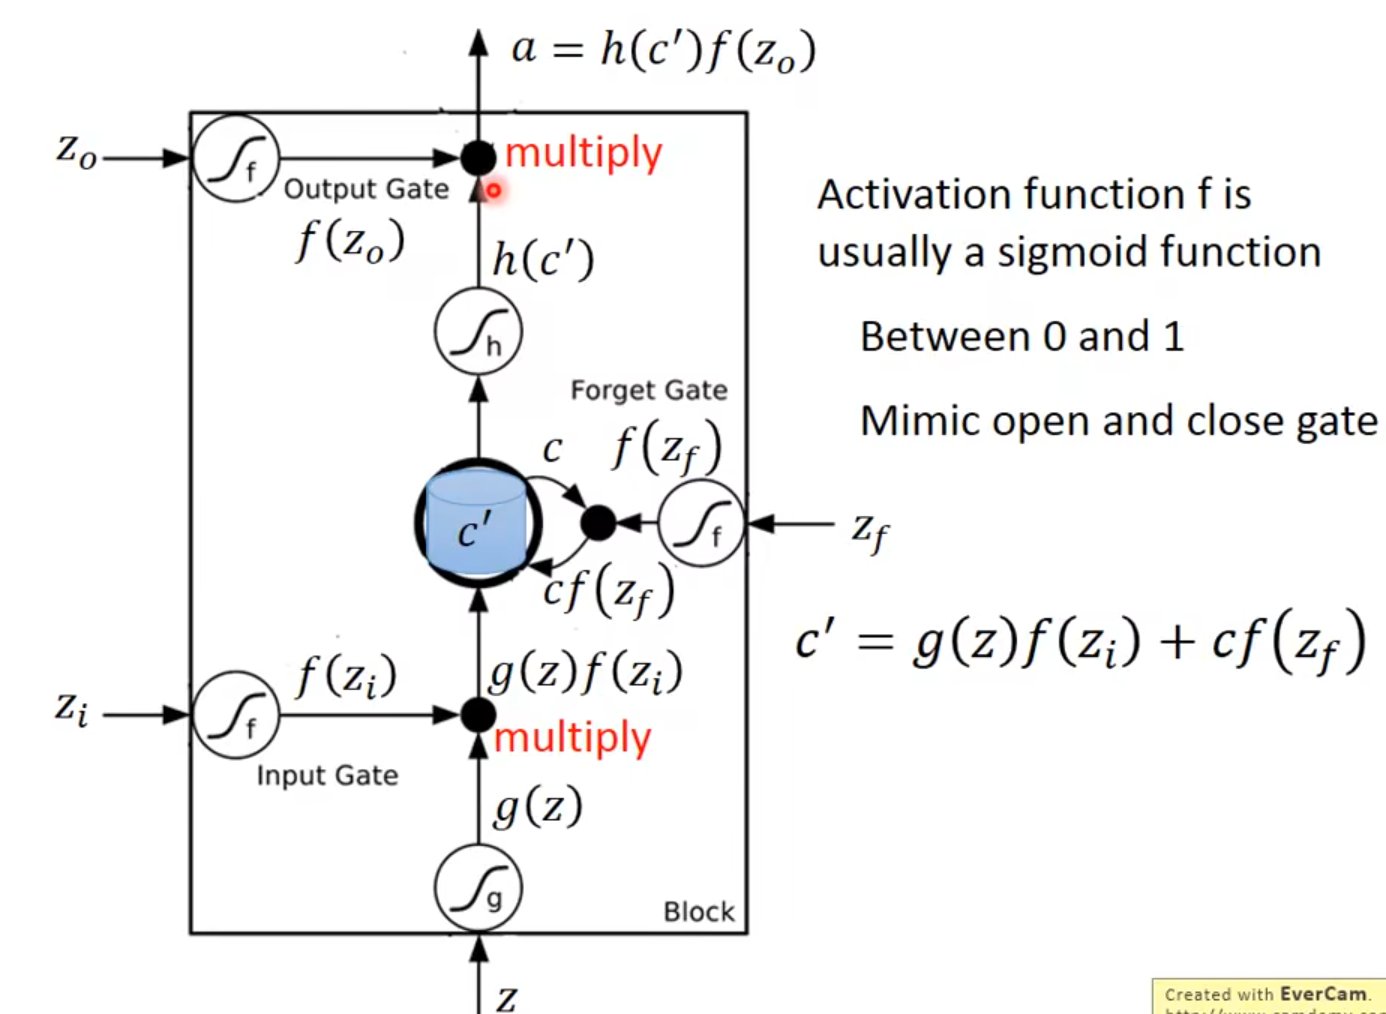 a = h(c′)f(z_o)
z_o
f
multiply
Output Gate
f(z_o)
h(c′)
h
Activation function f is
usually a sigmoid function
Between 0 and 1
Mimic open and close gate
Forget Gate
c
f(z_f)
c′
f
z_f
cf(z_f)
c′ = g(z)f(z_i) + cf(z_f)
f(z_i)
g(z)f(z_i)
z_i
f
multiply
Input Gate
g(z)
g
Block
z
Created with EverCam.